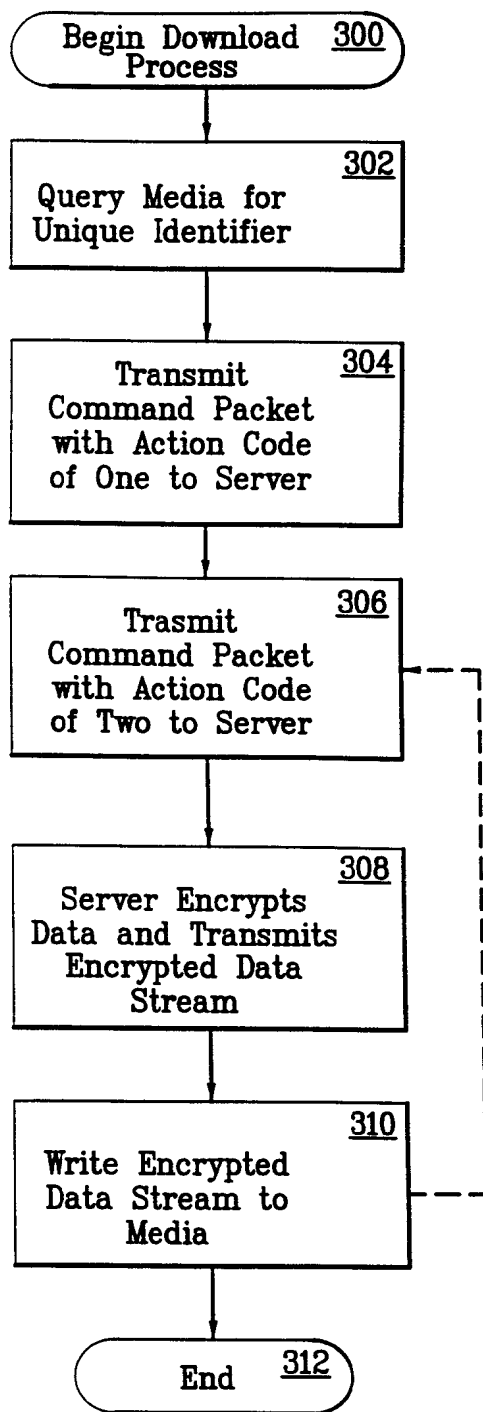 Begin Download 300
Process
302
Query Media for
Unique Identifier
304
Transmit
Command Packet
with Action Code
of One to Server
306
Trasmit
Command Packet
with Action Code
of Two to Server
308
Server Encrypts
Data and Transmits
Encrypted Data
Stream
310
Write Encrypted
Data Stream to
Media
End 312